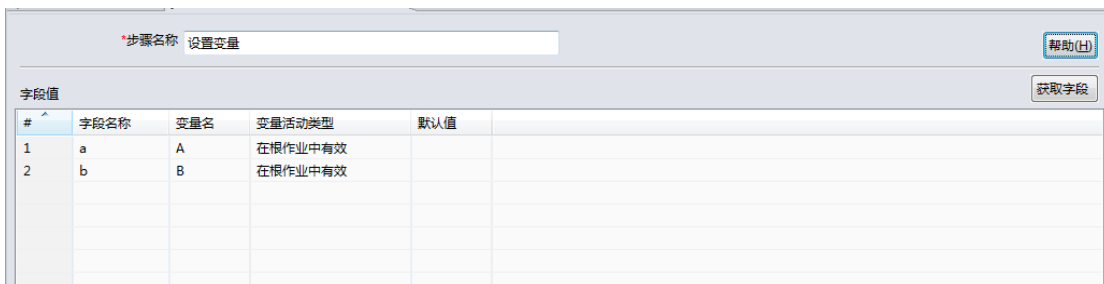 *步骤名称 设置变量 帮助(H)
字段值 获取字段
# 字段名称 变量名 变量活动类型 默认值
1 a A 在根作业中有效
2 b B 在根作业中有效